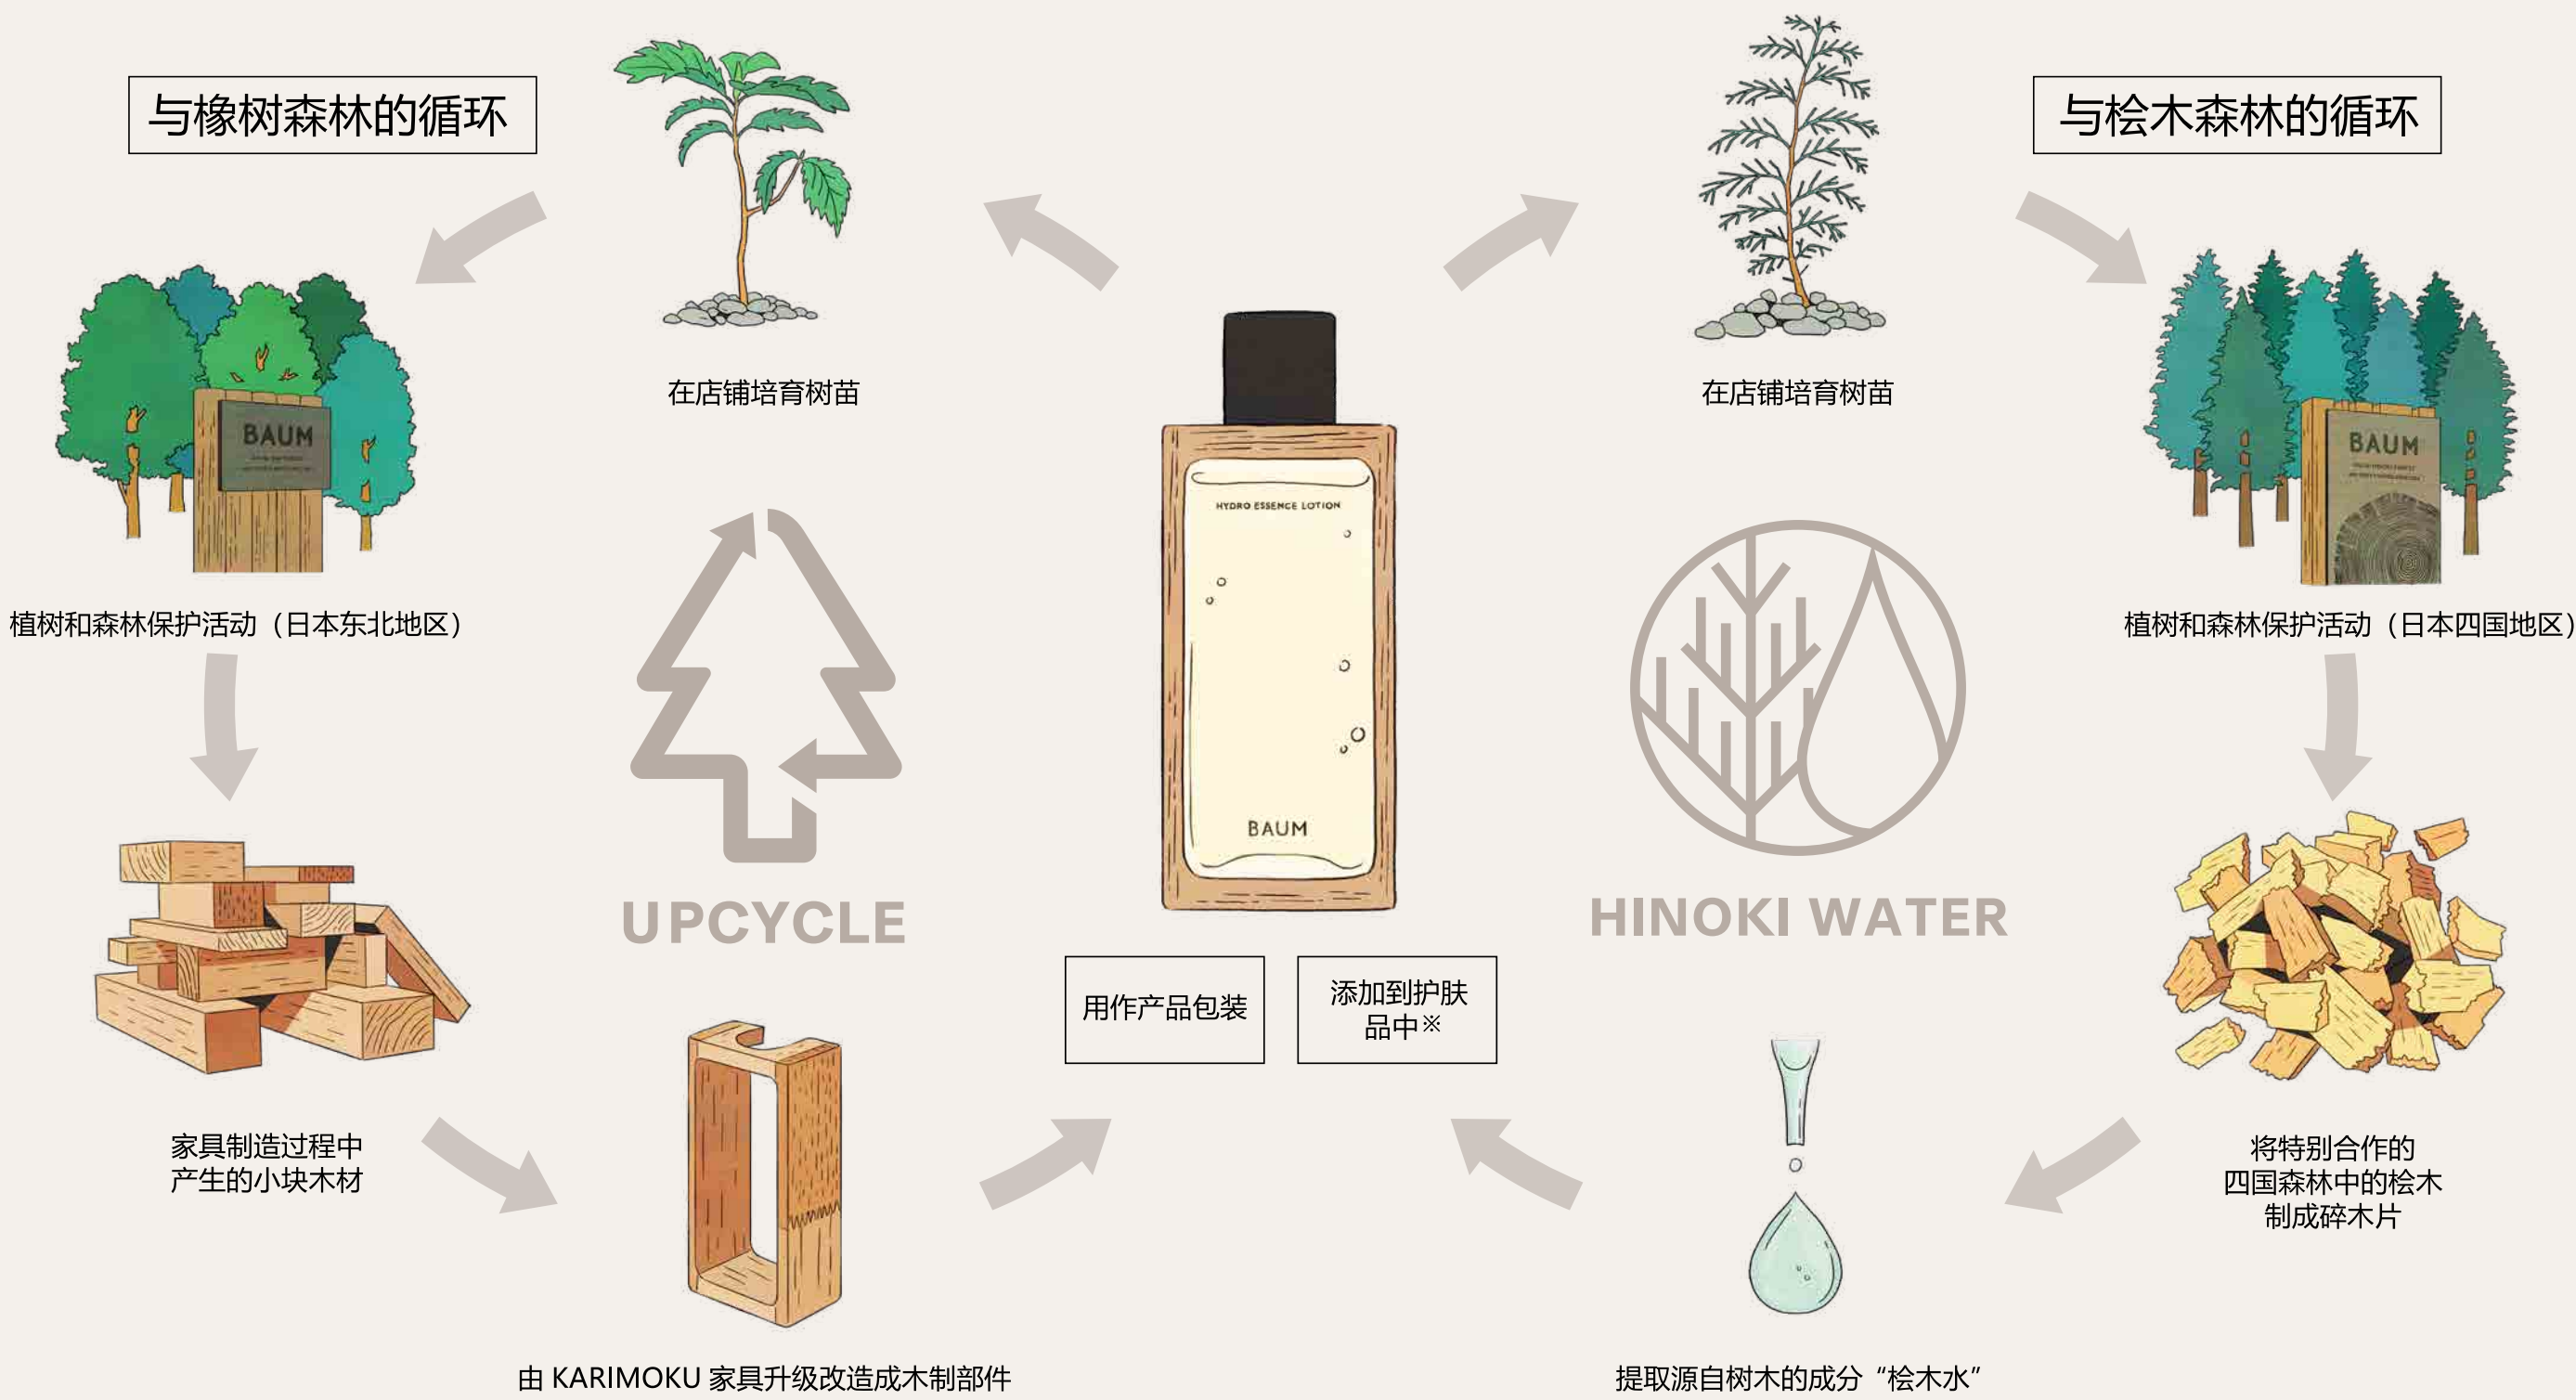 与橡树森林的循环
与桧木森林的循环
在店铺培育树苗
在店铺培育树苗
BAUM
BAUM
HYDRO ESSENCE LOTION
BAUM
植树和森林保护活动（日本东北地区）
植树和森林保护活动（日本四国地区）
UPCYCLE
HINOKI WATER
用作产品包装
添加到护肤
品中※
家具制造过程中
产生的小块木材
将特别合作的
四国森林中的桧木
制成碎木片
由 KARIMOKU 家具升级改造成木制部件
提取源自树木的成分“桧木水”